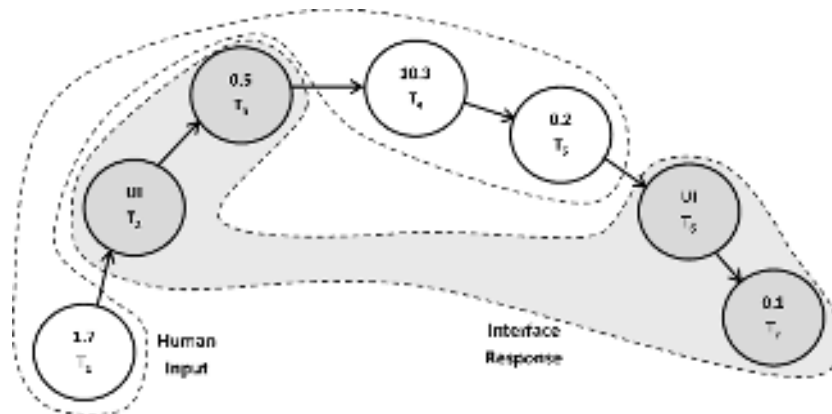 0.5
T3
10.3
T4
0.2
T5
UI
T2
UI
1.7
T1
Human
Input
Interface
Response
0.1
T7